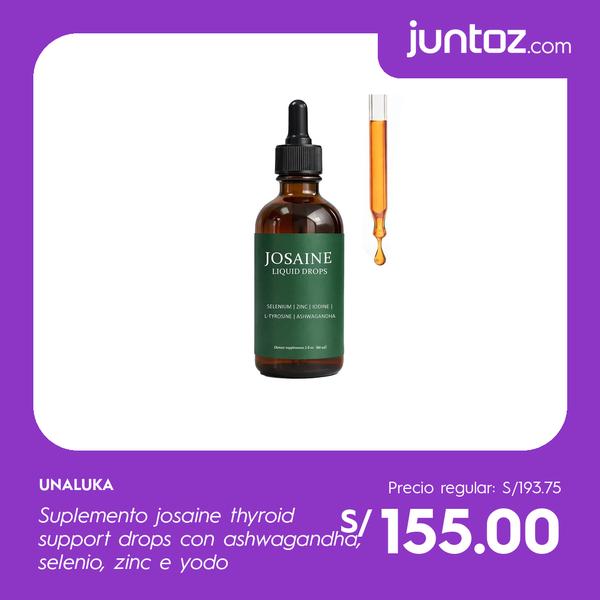 juntoz.com
JOSAINE
LIQUID DROPS
SELENIUM | ZINC | IODINE |
L-TYROSINE | ASHWAGANDHA
UNALUKA
Suplemento josaine thyroid
support drops con ashwagandha,
selenio, zinc e yodo
Precio regular: S/193.75
S/ 155.00